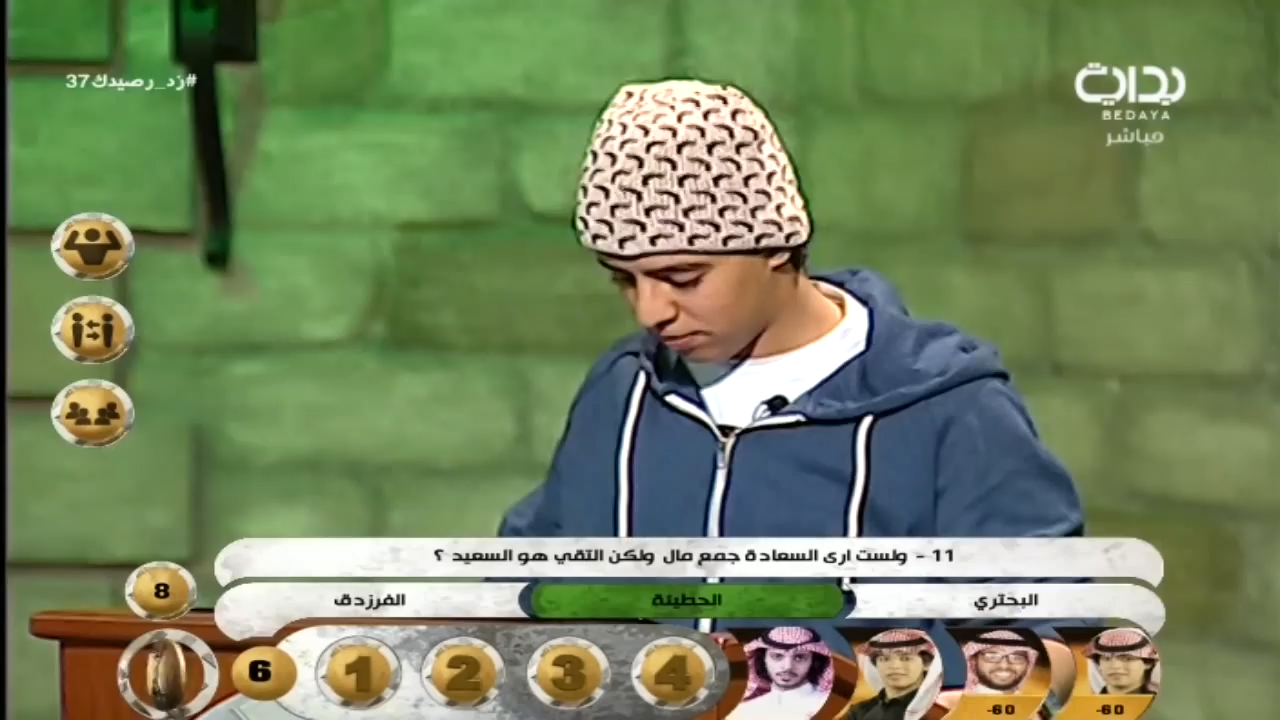 #زد_رصيدك37
بداية
BEDAYA
مباشر
11 - ولست ارى السعادة جمع مال ولكن التقي هو السعيد ؟
البحتري
الحطيئة
الفرزدق
8
6
1
2
3
4
-60
-60